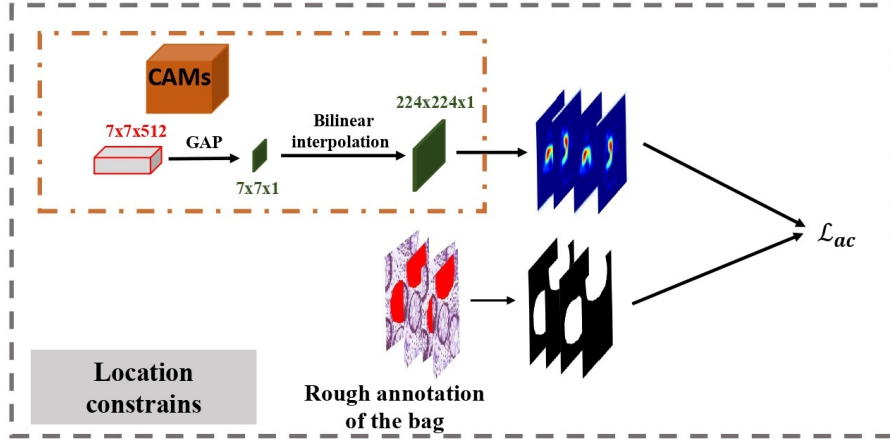 CAMs
7x7x512
GAP
7x7x1
Bilinear
interpolation
224x224x1
ℒac
Rough annotation
of the bag
Location
constrains